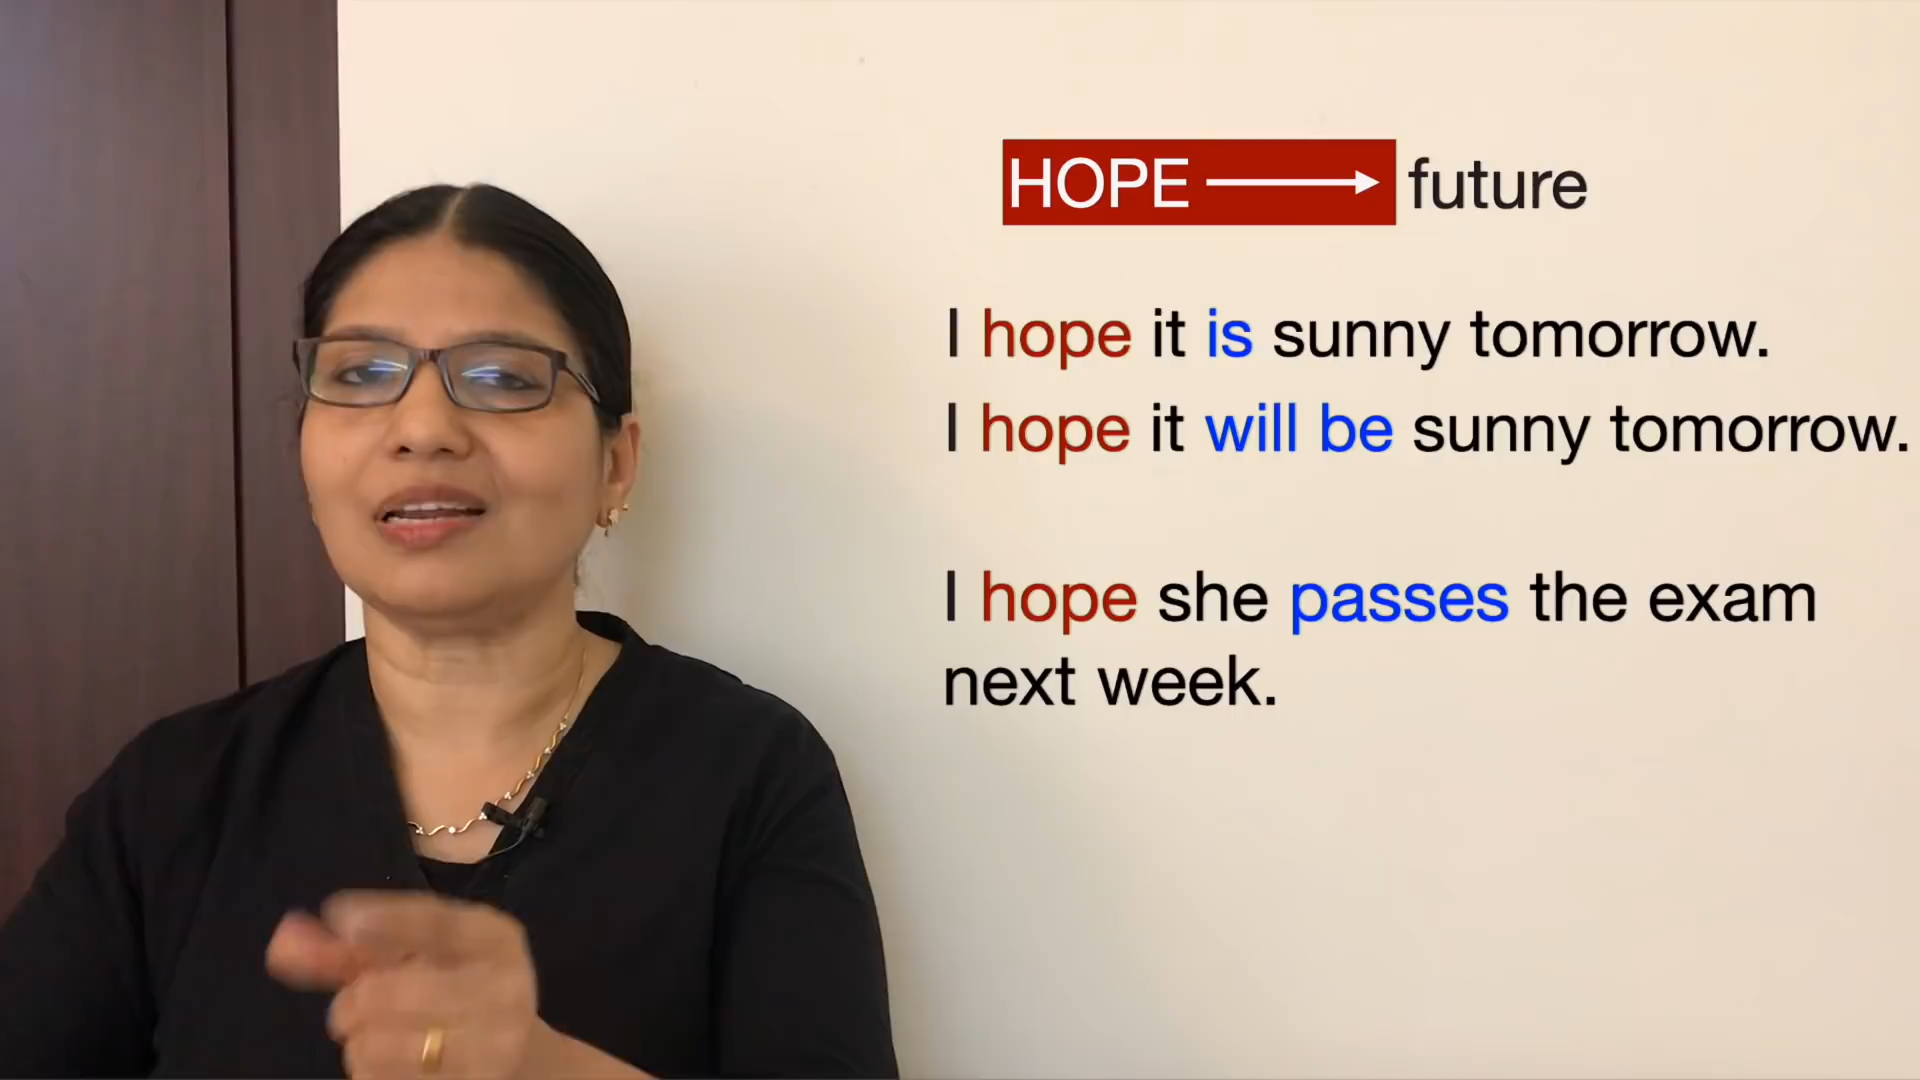 HOPE → future
I hope it is sunny tomorrow.
I hope it will be sunny tomorrow.
I hope she passes the exam
next week.